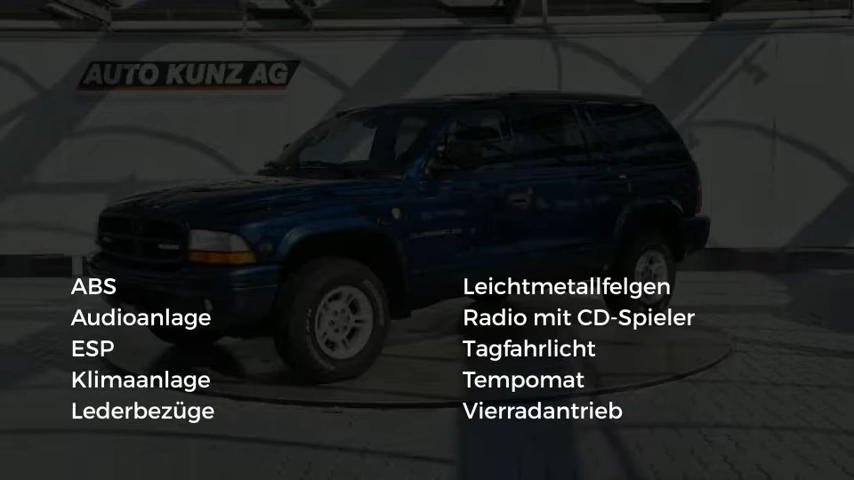 AUTO KUNZ AG
ABS
Audioanlage
ESP
Klimaanlage
Lederbezüge
Leichtmetallfelgen
Radio mit CD-Spieler
Tagfahrlicht
Tempomat
Vierradantrieb